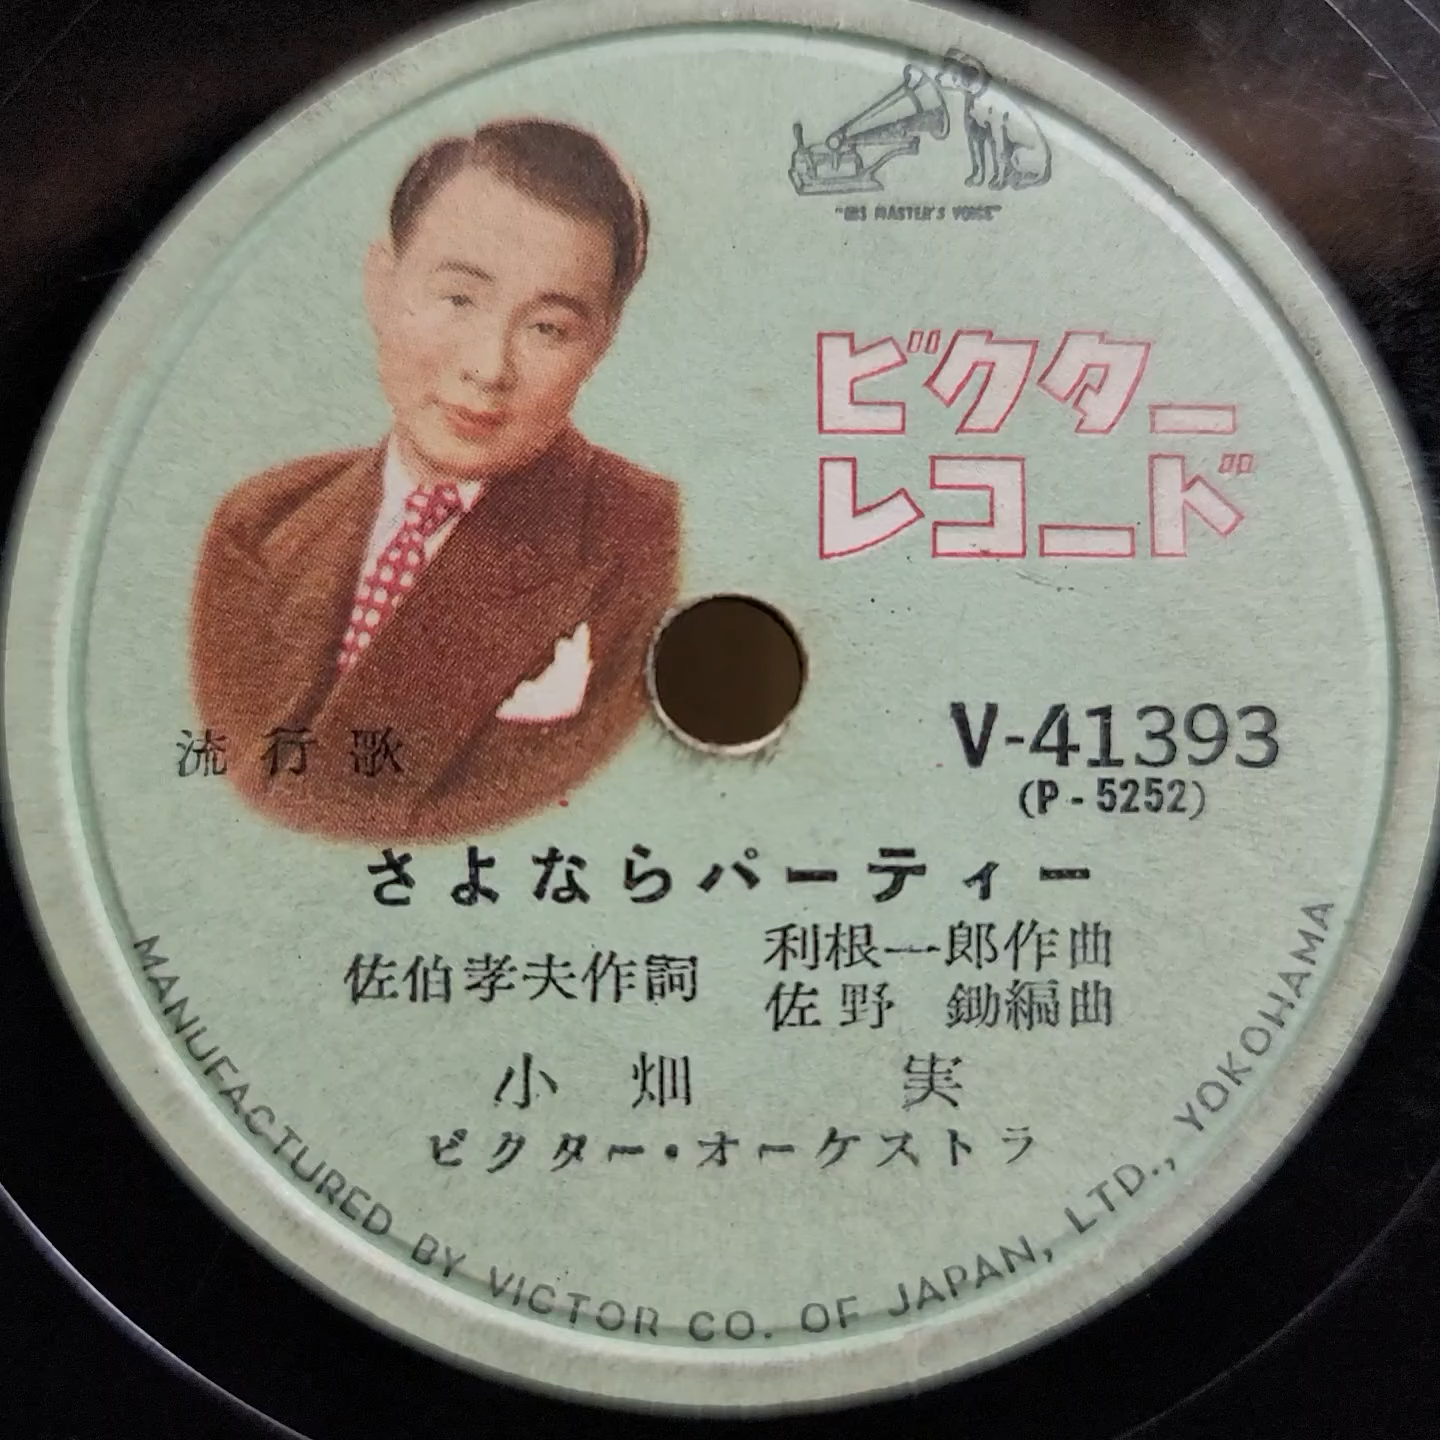 "HIS MASTER'S VOICE"
ビクター
レコード
流行歌
V-41393
(P-5252)
さよならパーティー
佐伯孝夫作詞
利根一郎作曲
佐野 鋤編曲
小畑 実
ビクター・オーケストラ
MANUFACTURED BY VICTOR CO. OF JAPAN, LTD., YOKOHAMA